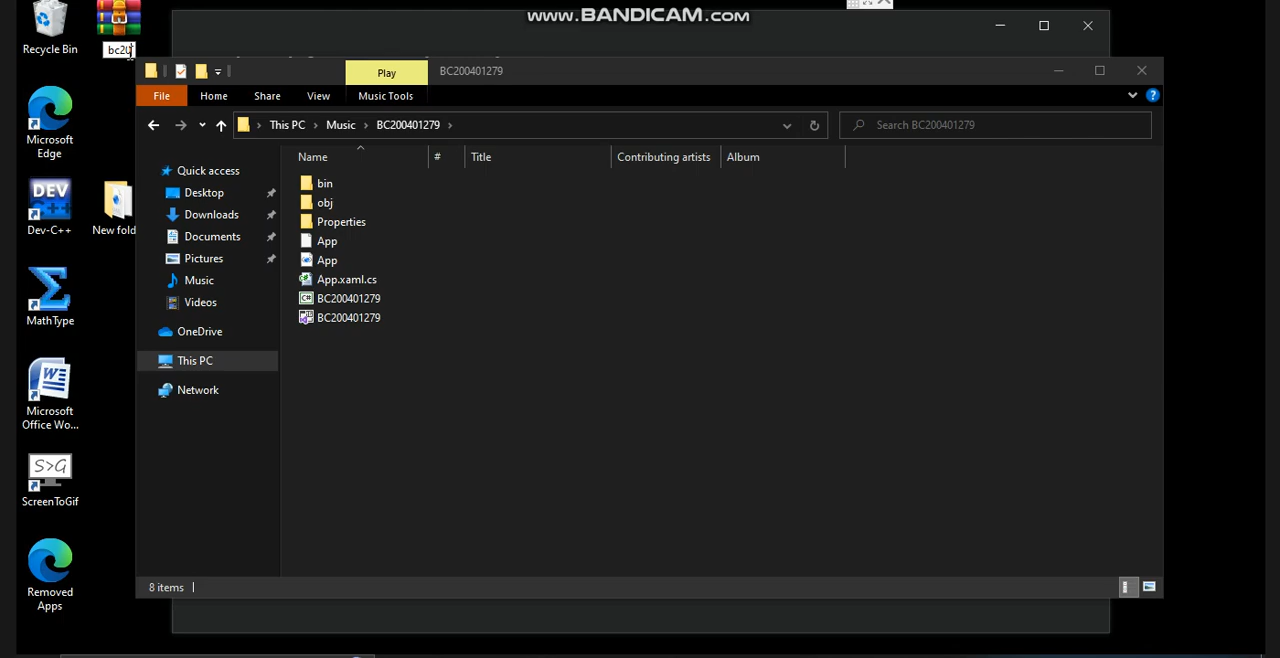 www.BANDICAM.com
Recycle Bin
bc20
Microsoft
Edge
DEV
C++
Dev-C++
New fold
MathType
Microsoft
Office Wo...
S>G
ScreenToGif
Removed
Apps
Play
BC200401279
File
Home
Share
View
Music Tools
?
› This PC › Music › BC200401279 ›
Search BC200401279
Name
#
Title
Contributing artists
Album
Quick access
Desktop
Downloads
Documents
Pictures
Music
Videos
OneDrive
This PC
Network
bin
obj
Properties
App
App
App.xaml.cs
BC200401279
BC200401279
8 items